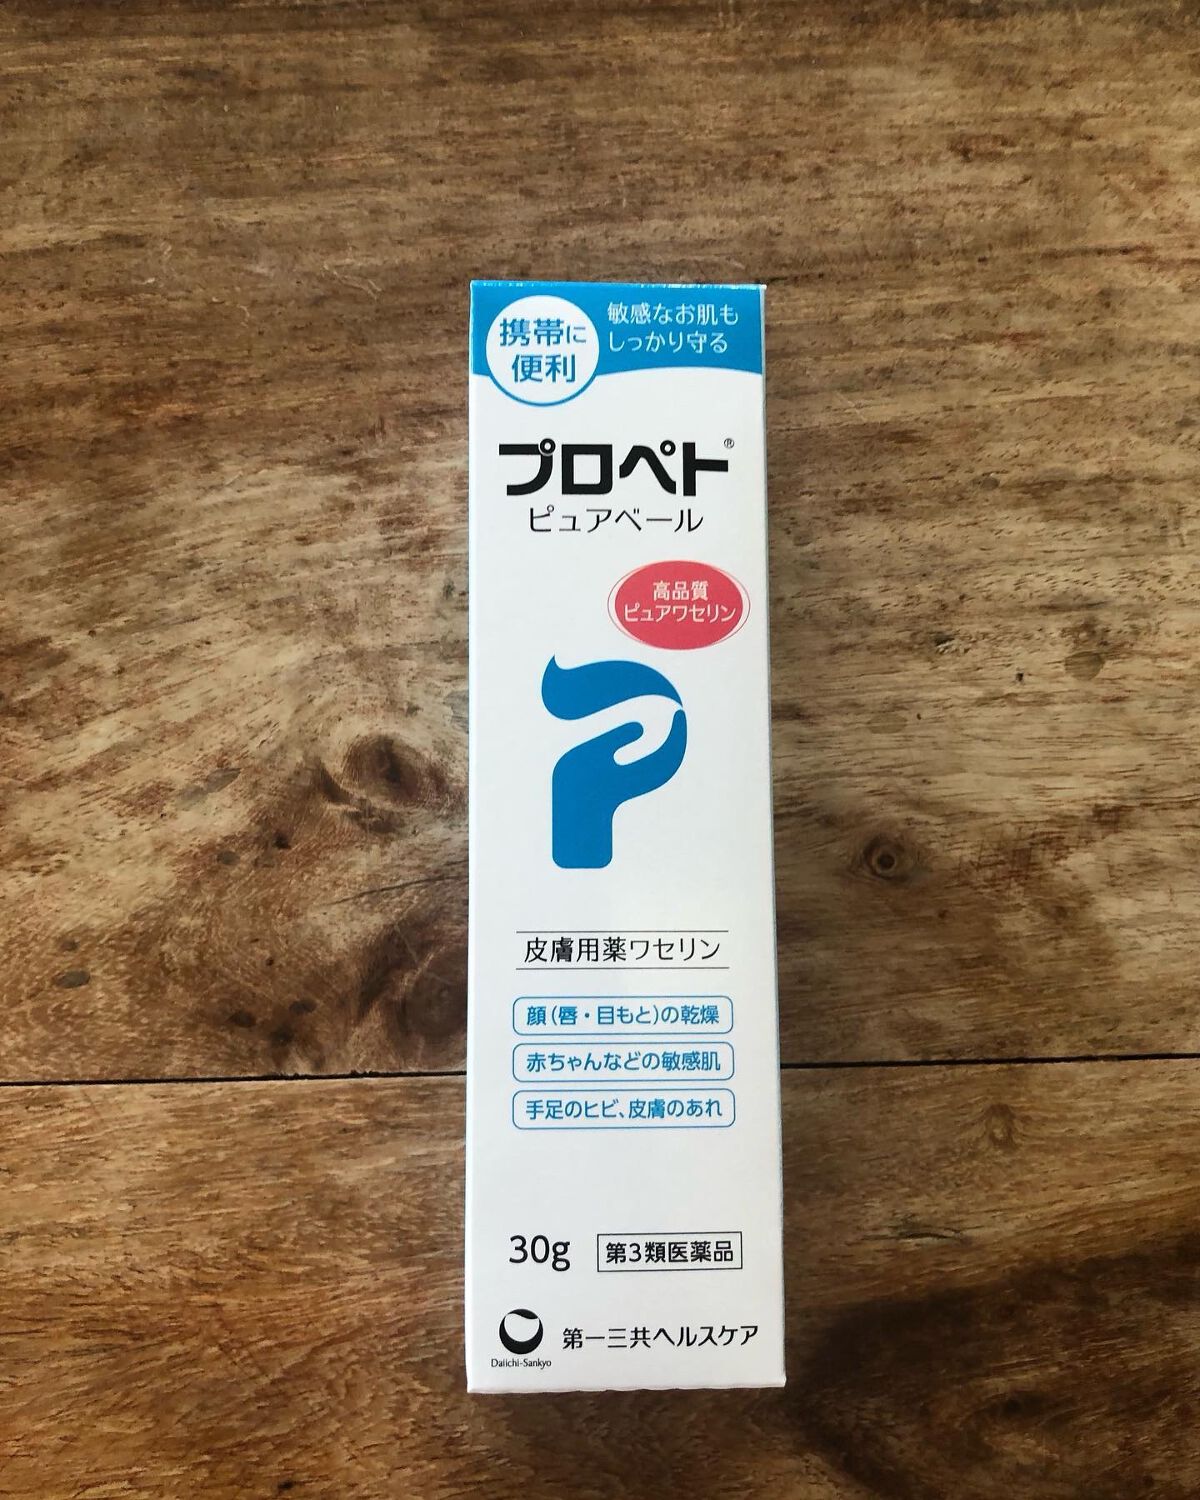 携帯に
便利
敏感なお肌も
しっかり守る
プロペト®
ピュアベール
高品質
ピュアワセリン
皮膚用薬ワセリン
顔(唇・目もと)の乾燥
赤ちゃんなどの敏感肌
手足のヒビ、皮膚のあれ
30g 第3類医薬品
第一三共ヘルスケア
Daiichi-Sankyo